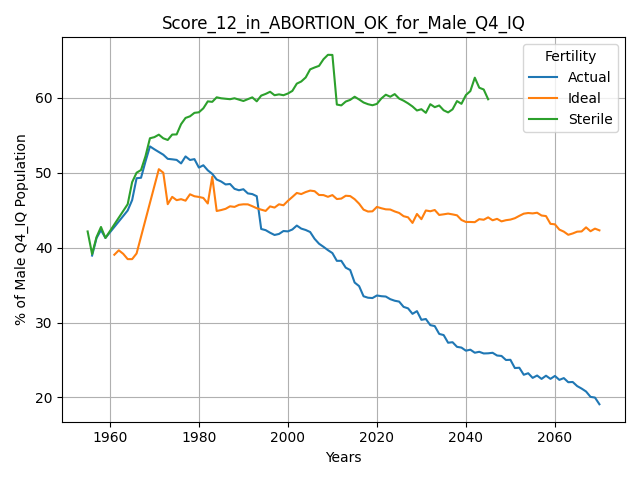 Score_12_in_ABORTION_OK_for_Male_Q4_IQ
Fertility
Actual
Ideal
Sterile
% of Male Q4_IQ Population
60
50
40
30
20
1960
1980
2000
2020
2040
2060
Years